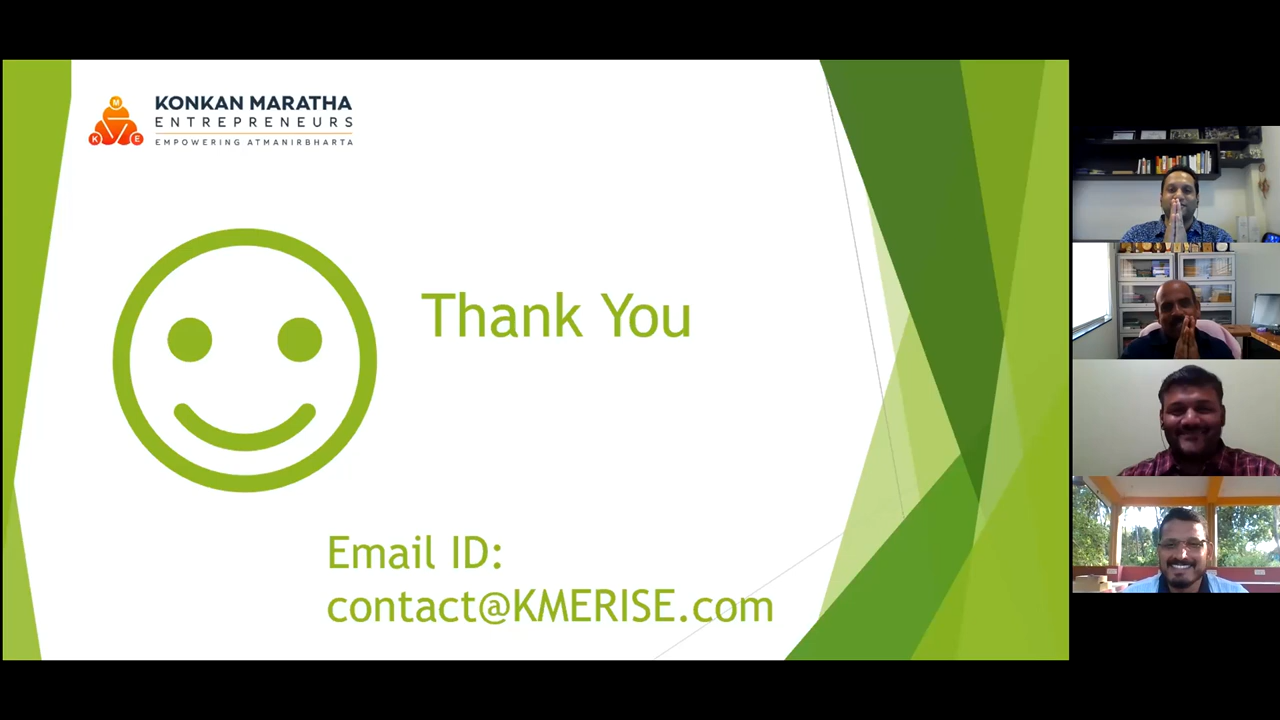 KONKAN MARATHA
ENTREPRENEURS
EMPOWERING ATMANIRBHARTA
M
K
E
Thank You
Email ID:
contact@KMERISE.com